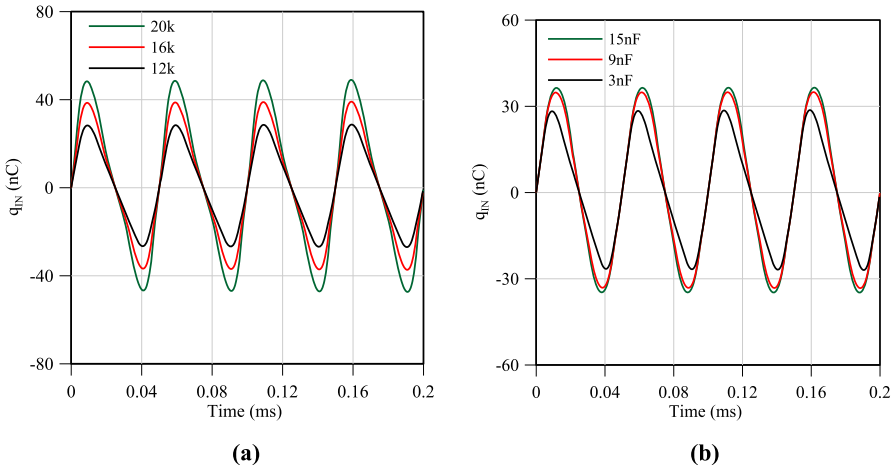 80
40
0
-40
-80
q_IN (nC)
20k
16k
12k
0
0.04
0.08
0.12
0.16
0.2
Time (ms)
(a)
60
30
0
-30
-60
q_IN (nC)
15nF
9nF
3nF
0
0.04
0.08
0.12
0.16
0.2
Time (ms)
(b)